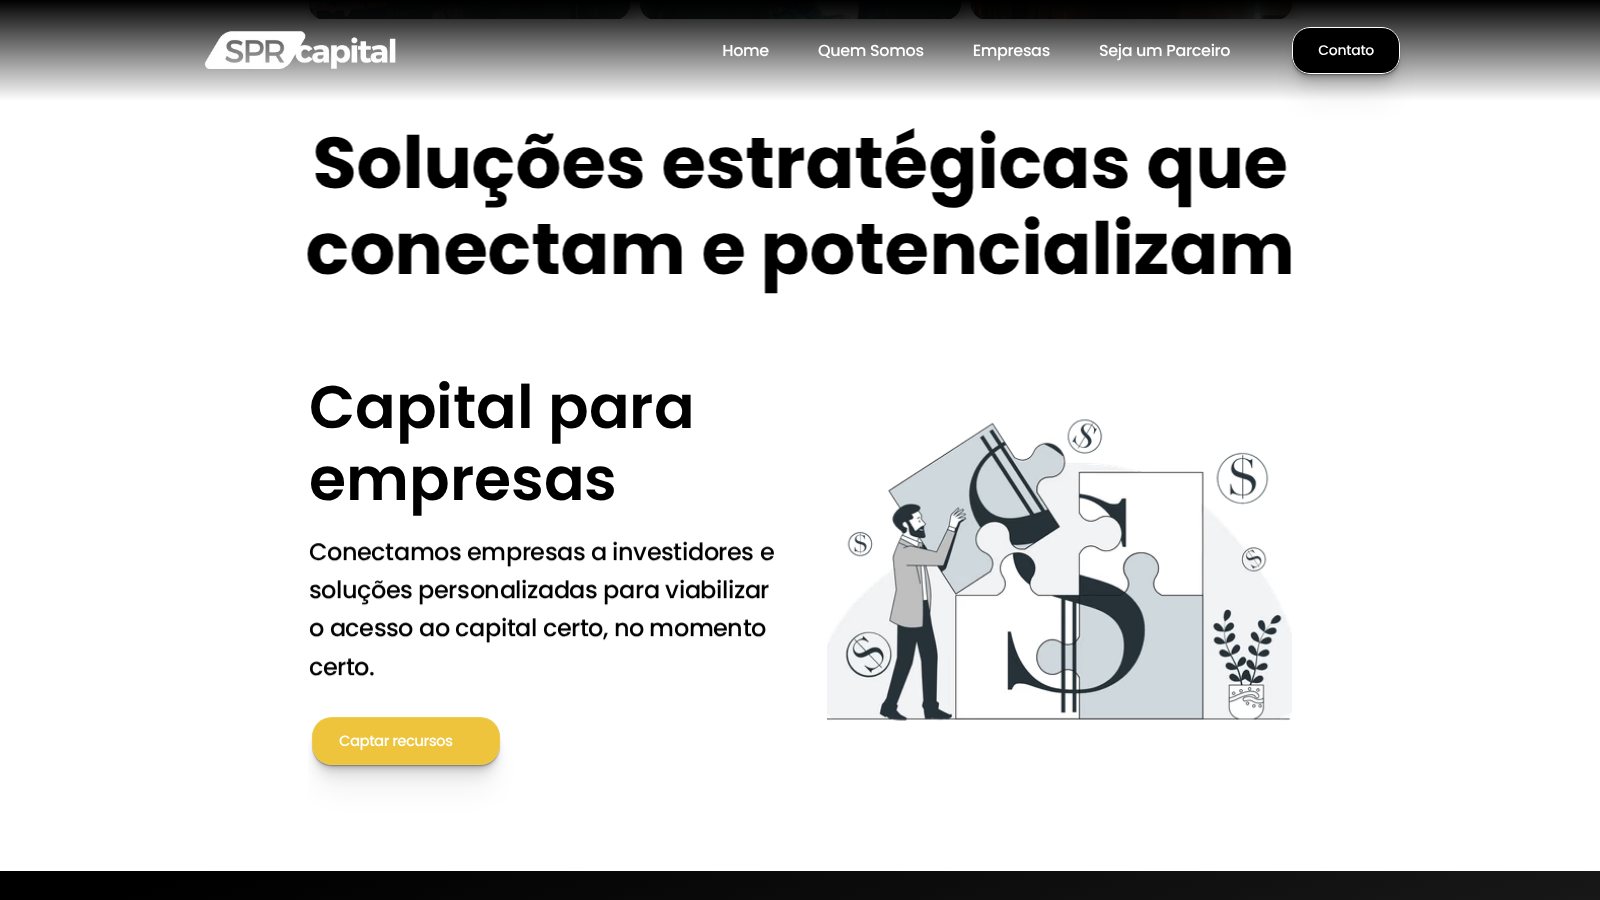 SPR capital
Home
Quem Somos
Empresas
Seja um Parceiro
Contato
Soluções estratégicas que
conectam e potencializam
Capital para
empresas
Conectamos empresas a investidores e
soluções personalizadas para viabilizar
o acesso ao capital certo, no momento
certo.
Captar recursos